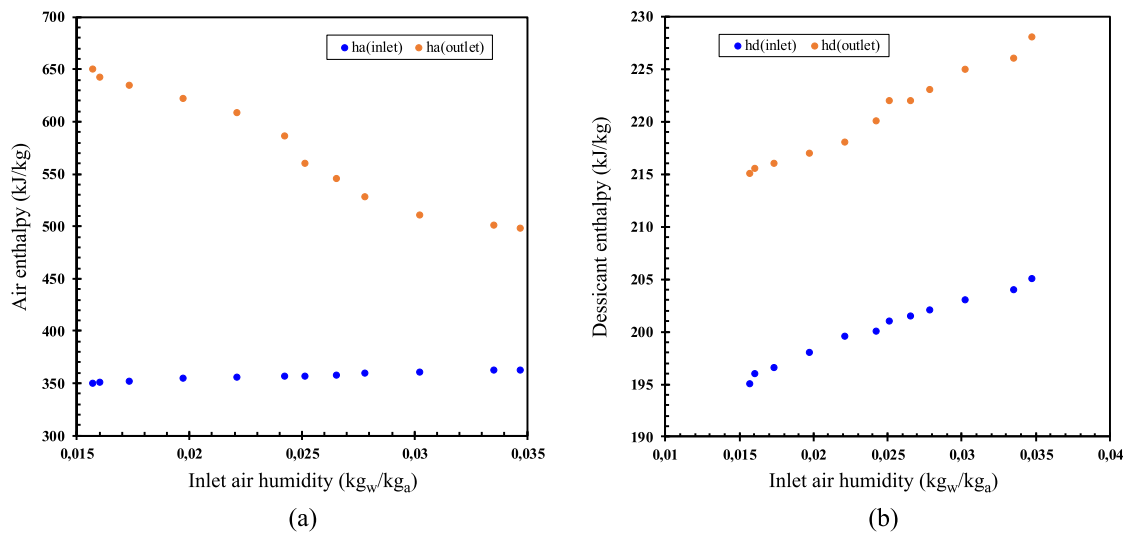 700
650
600
550
500
450
400
350
300
Air enthalpy (kJ/kg)
ha(inlet) ha(outlet)
0,015 0,02 0,025 0,03 0,035
Inlet air humidity (kgw/kga)
(a)
230
225
220
215
210
205
200
195
190
Dessicant enthalpy (kJ/kg)
hd(inlet) hd(outlet)
0,01 0,015 0,02 0,025 0,03 0,035 0,04
Inlet air humidity (kgw/kga)
(b)